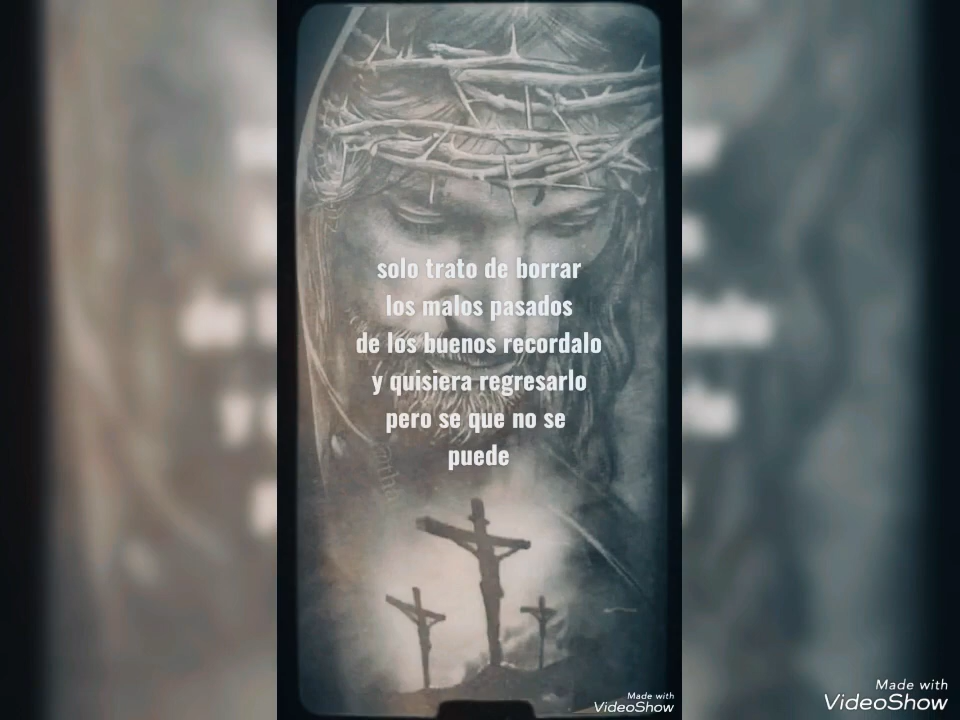 solo trato de borrar
los malos pasados
de los buenos recordalo
y quisiera regresarlo
pero se que no se
puede
Made with
VideoShow
Made with
VideoShow